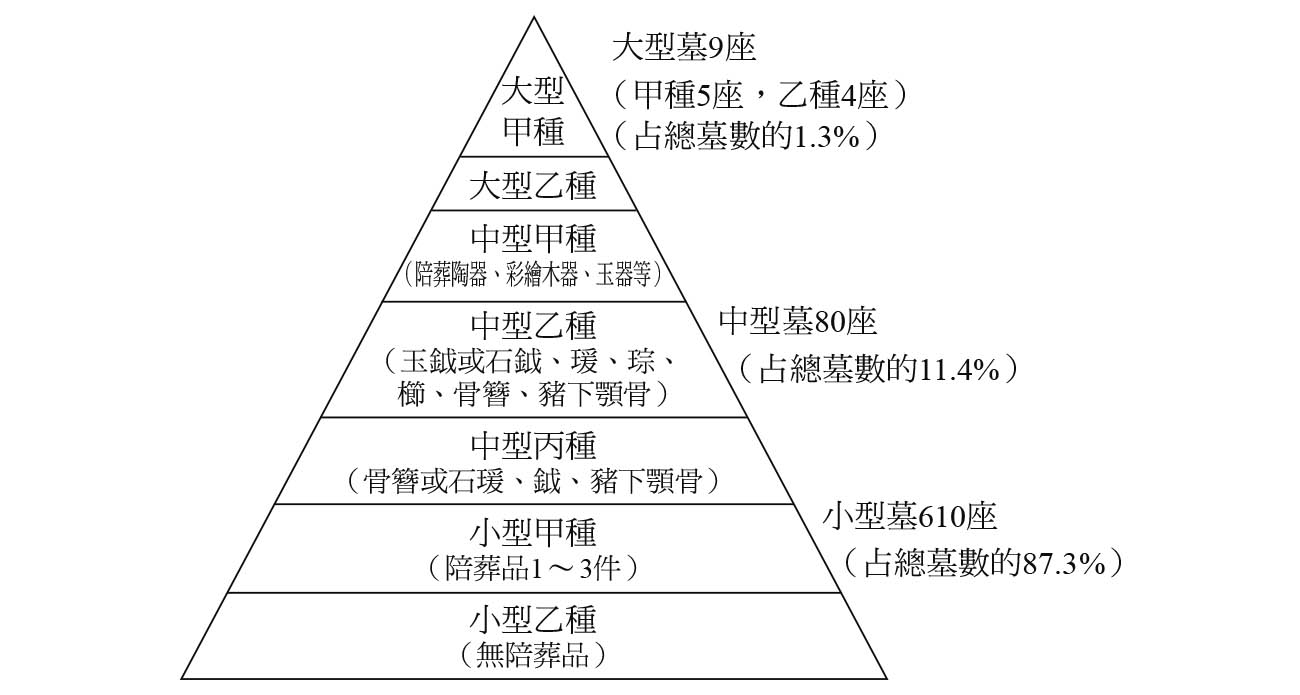 大型
甲種
大型墓9座
（甲種5座，乙種4座）
（占總墓數的1.3%）
大型乙種
中型甲種
（陪葬陶器、彩繪木器、玉器等）
中型乙種
（玉鉞或石鉞、瑗、琮、
櫛、骨簪、豬下顎骨）
中型墓80座
（占總墓數的11.4%）
中型丙種
（骨簪或石瑗、鉞、豬下顎骨）
小型甲種
（陪葬品1～3件）
小型墓610座
（占總墓數的87.3%）
小型乙種
（無陪葬品）